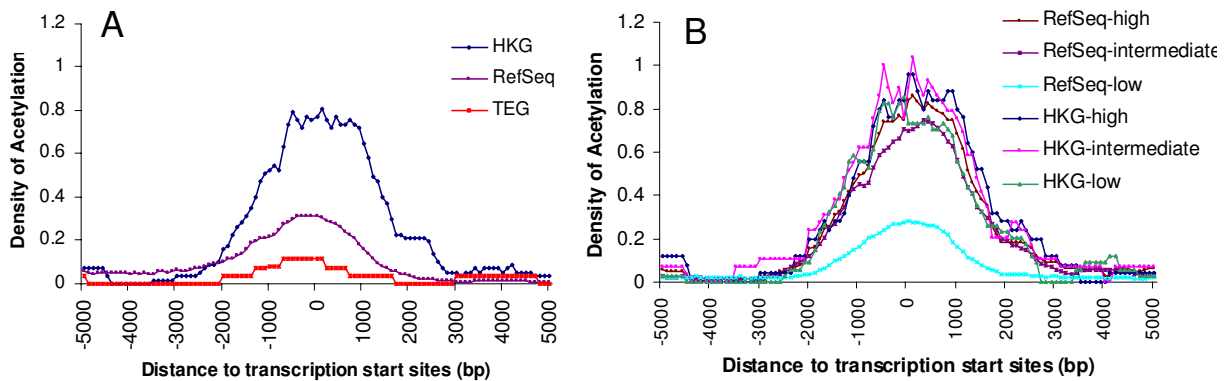 A
1.2
1
0.8
0.6
0.4
0.2
0
Density of Acetylation
HKG
RefSeq
TEG
-5000
-4000
-3000
-2000
-1000
0
1000
2000
3000
4000
5000
Distance to transcription start sites (bp)
B
1.2
1
0.8
0.6
0.4
0.2
0
Density of Acetylation
RefSeq-high
RefSeq-intermediate
RefSeq-low
HKG-high
HKG-intermediate
HKG-low
-5000
-4000
-3000
-2000
-1000
0
1000
2000
3000
4000
5000
Distance to transcription start sites (bp)